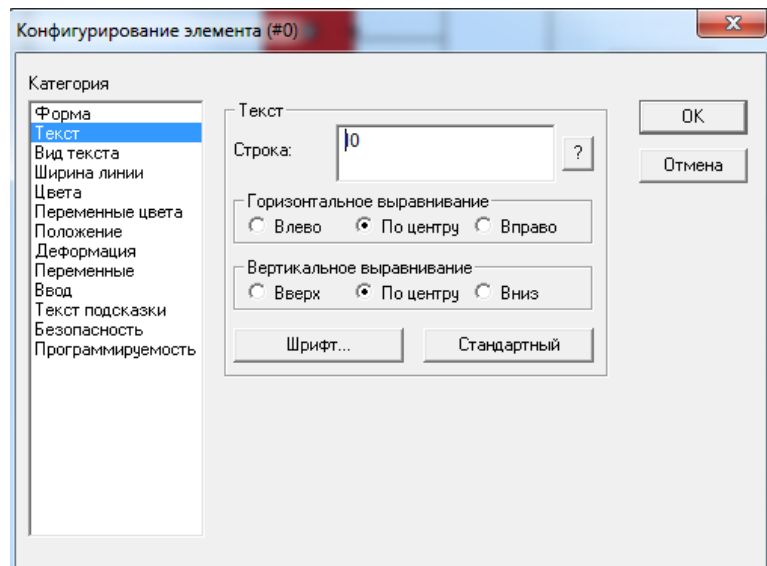 Конфигурирование элемента (#0)
Категория
Форма
Текст
Вид текста
Ширина линии
Цвета
Переменные цвета
Положение
Деформация
Переменные
Ввод
Текст подсказки
Безопасность
Программируемость
Текст
Строка:
I0
?
Горизонтальное выравнивание
Влево По центру Вправо
Вертикальное выравнивание
Вверх По центру Вниз
Шрифт... Стандартный
OK
Отмена